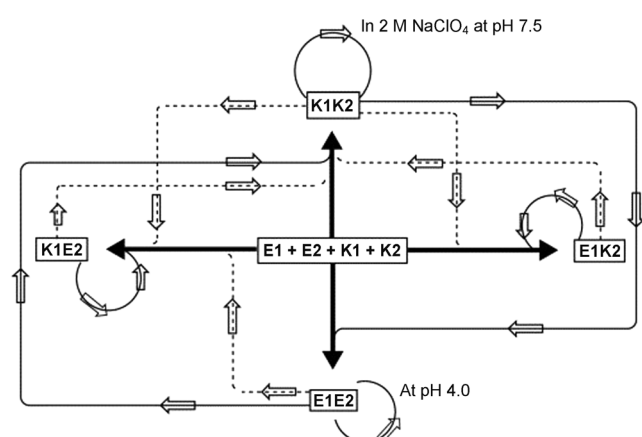 In 2 M NaClO₄ at pH 7.5
K1K2
K1E2
E1 + E2 + K1 + K2
E1K2
E1E2
At pH 4.0